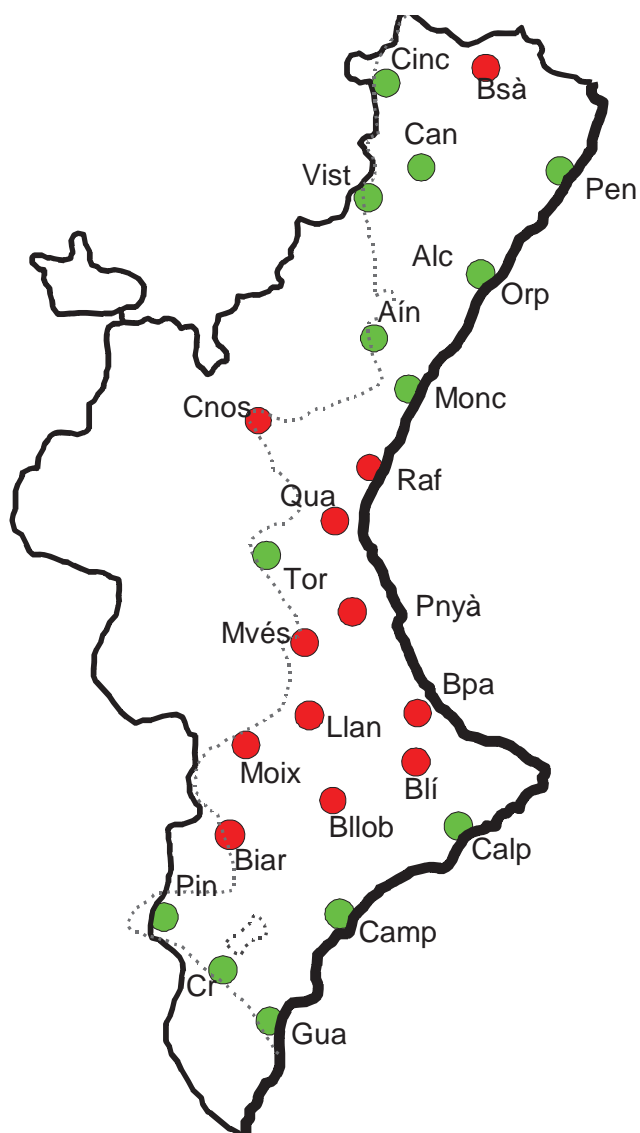 Cinc
Bsà
Can
Vist
Pen
Alc
Orp
Aín
Monc
Cnos
Raf
Qua
Tor
Pnyà
Mvés
Bpa
Llan
Moix
Blí
Bllob
Calp
Biar
Pin
Camp
Cr
Gua